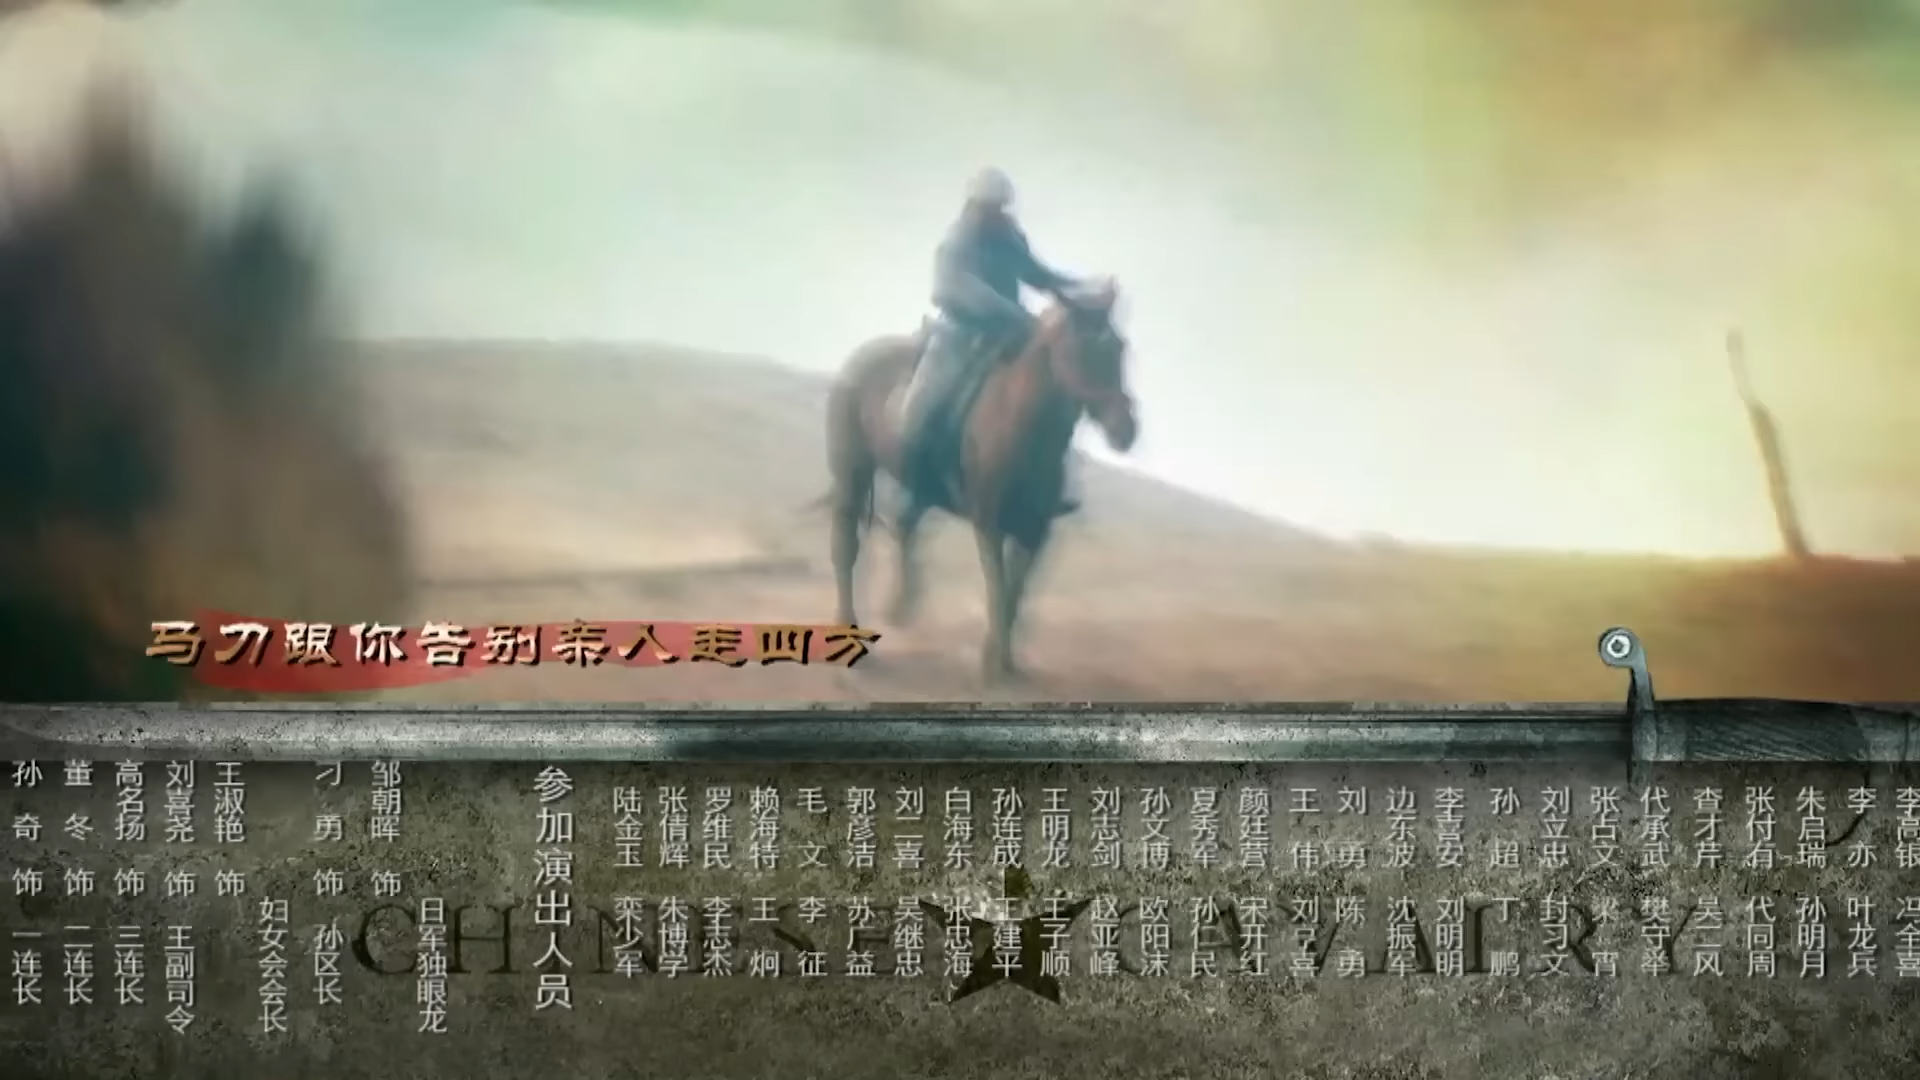 马刀跟你告别亲人走四方
孙奇 饰 一连长
董冬 饰 二连长
高名扬 饰 三连长
刘喜尧 饰 王副司令
王淑艳 饰 妇女会会长
刁勇 饰 孙区长
邹朝晖 饰 日军独眼龙
参加演出人员
陆金玉 栾少军
张倩辉 朱博学
罗维民 李志杰
赖海特 王炯
毛文 李征
郭彦洁 苏广益
刘二喜 吴继忠
白海东 张忠海
孙连成 王建平
王明龙 王子顺
刘志剑 赵亚峰
孙文博 欧阳沫
夏秀军 孙仁民
颜廷营 宋开红
王伟 刘亨喜
刘勇 陈勇
边东波 沈振军
李喜安 刘明明
孙超 丁鹏
刘立忠 封习文
张占文 梁宵
代承武 樊守举
查才芹 吴二风
张付有 代同周
朱启瑞 孙明月
李亦 叶龙兵
李高银 冯全喜
CHINESE CAVALRY